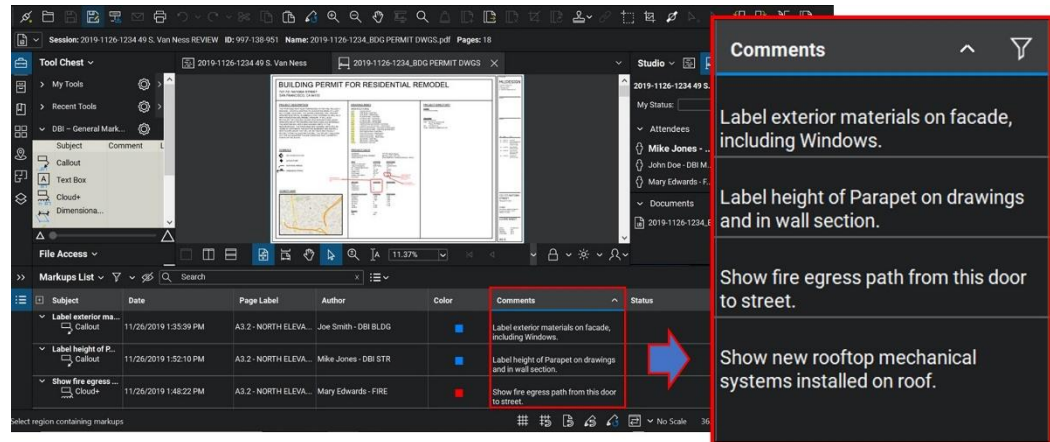 Session: 2019-1126-1234 49 S. Van Ness REVIEW ID: 997-138-951 Name: 2019-1126-1234_BDG PERMIT DWGS.pdf Pages: 18
Tool Chest
2019-1126-1234 49 S. Van Ness
2019-1126-1234_BDG PERMIT DWGS
Studio
My Tools
Recent Tools
DBI – General Mark...
Subject Comment L
Callout
Text Box
Cloud+
Dimensiona...
File Access
BUILDING PERMIT FOR RESIDENTIAL REMODEL
11.37%
2019-1126-1234 49 S.
My Status:
Attendees
Mike Jones - ..
John Doe - DBI M..
Mary Edwards - F..
Documents
2019-1126-1234_B
Markups List
Search
Subject Date Page Label Author Color Comments Status
Label exterior ma...
Callout 11/26/2019 1:35:39 PM A3.2 - NORTH ELEVA... Joe Smith - DBI BLDG Label exterior materials on facade,
including Windows.
Label height of P...
Callout 11/26/2019 1:52:10 PM A3.2 - NORTH ELEVA... Mike Jones - DBI STR Label height of Parapet on drawings
and in wall section.
Show fire egress ...
Cloud+ 11/26/2019 1:48:22 PM A3.2 - NORTH ELEVA... Mary Edwards - FIRE Show fire egress path from this door
to street.
Select region containing markups
No Scale 36
Comments
Label exterior materials on facade,
including Windows.
Label height of Parapet on drawings
and in wall section.
Show fire egress path from this door
to street.
Show new rooftop mechanical
systems installed on roof.